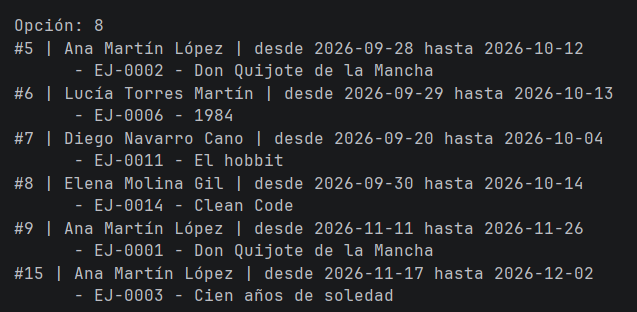 Opción: 8
#5 | Ana Martín López | desde 2026-09-28 hasta 2026-10-12
- EJ-0002 - Don Quijote de la Mancha
#6 | Lucía Torres Martín | desde 2026-09-29 hasta 2026-10-13
- EJ-0006 - 1984
#7 | Diego Navarro Cano | desde 2026-09-20 hasta 2026-10-04
- EJ-0011 - El hobbit
#8 | Elena Molina Gil | desde 2026-09-30 hasta 2026-10-14
- EJ-0014 - Clean Code
#9 | Ana Martín López | desde 2026-11-11 hasta 2026-11-26
- EJ-0001 - Don Quijote de la Mancha
#15 | Ana Martín López | desde 2026-11-17 hasta 2026-12-02
- EJ-0003 - Cien años de soledad